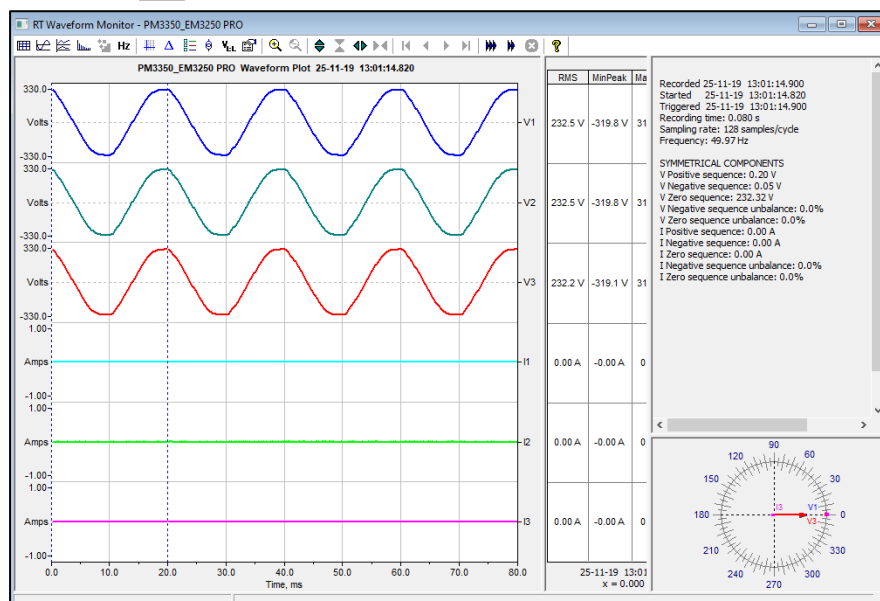 RT Waveform Monitor - PM3350_EM3250 PRO
Hz
Δ
V LL
?
PM3350_EM3250 PRO Waveform Plot 25-11-19 13:01:14.820
330.0
Volts
-330.0
V1
330.0
Volts
-330.0
V2
330.0
Volts
-330.0
V3
1.00
Amps
-1.00
I1
1.00
Amps
-1.00
I2
1.00
Amps
-1.00
I3
0.0 10.0 20.0 30.0 40.0 50.0 60.0 70.0 80.0
Time, ms
RMS MinPeak Ma
232.5 V -319.8 V 31
232.5 V -319.8 V 31
232.2 V -319.1 V 31
0.00 A -0.00 A 0
0.00 A -0.00 A 0
0.00 A -0.00 A 0
25-11-19 13:01
x = 0.000
Recorded 25-11-19 13:01:14.900
Started 25-11-19 13:01:14.820
Triggered 25-11-19 13:01:14.900
Recording time: 0.080 s
Sampling rate: 128 samples/cycle
Frequency: 49.97 Hz
SYMMETRICAL COMPONENTS
V Positive sequence: 0.20 V
V Negative sequence: 0.05 V
V Zero sequence: 232.32 V
V Negative sequence unbalance: 0.0%
V Zero sequence unbalance: 0.0%
I Positive sequence: 0.00 A
I Negative sequence: 0.00 A
I Zero sequence: 0.00 A
I Negative sequence unbalance: 0.0%
I Zero sequence unbalance: 0.0%
90
120 60
150 30
I3 V1
180 0
V3
210 330
240 300
270